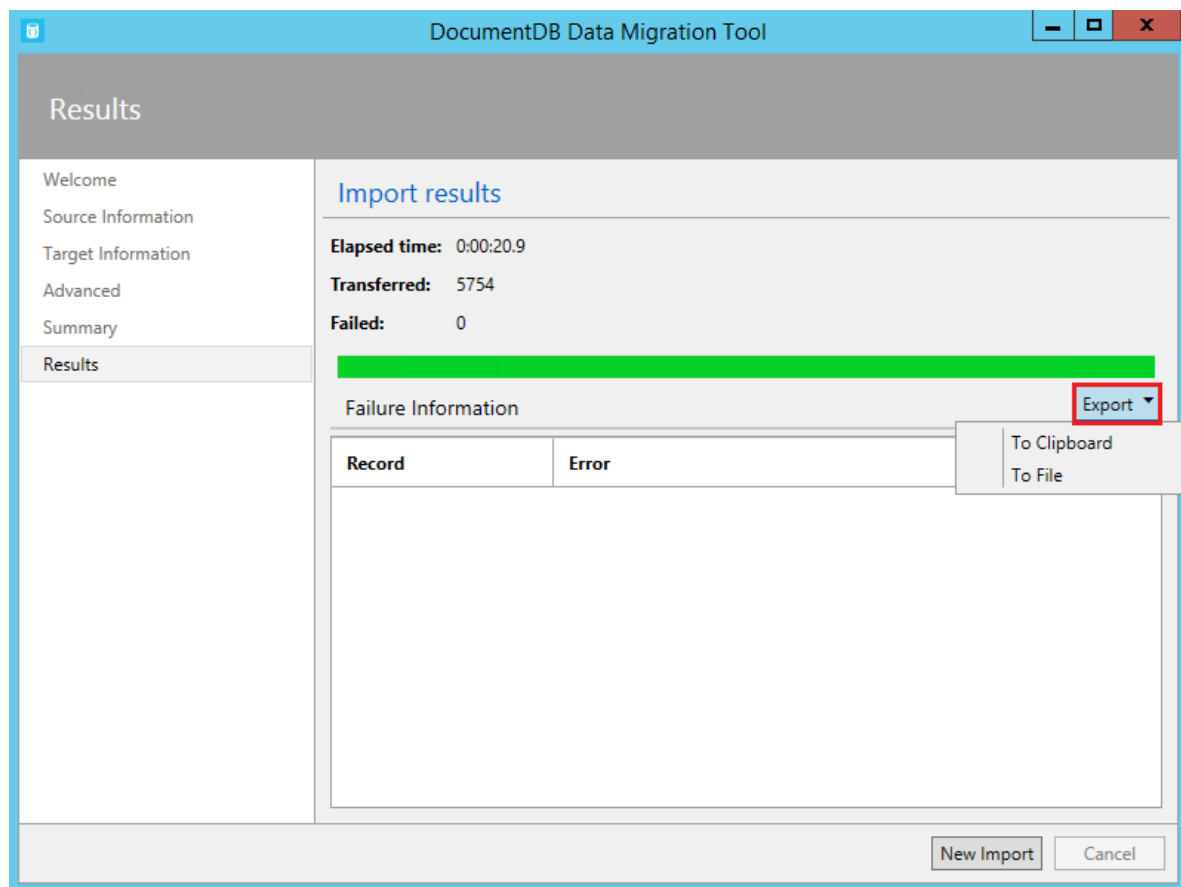 DocumentDB Data Migration Tool
Results
Welcome
Source Information
Target Information
Advanced
Summary
Results
Import results
Elapsed time: 0:00:20.9
Transferred: 5754
Failed: 0
Failure Information
Export
To Clipboard
To File
Record Error
New Import Cancel